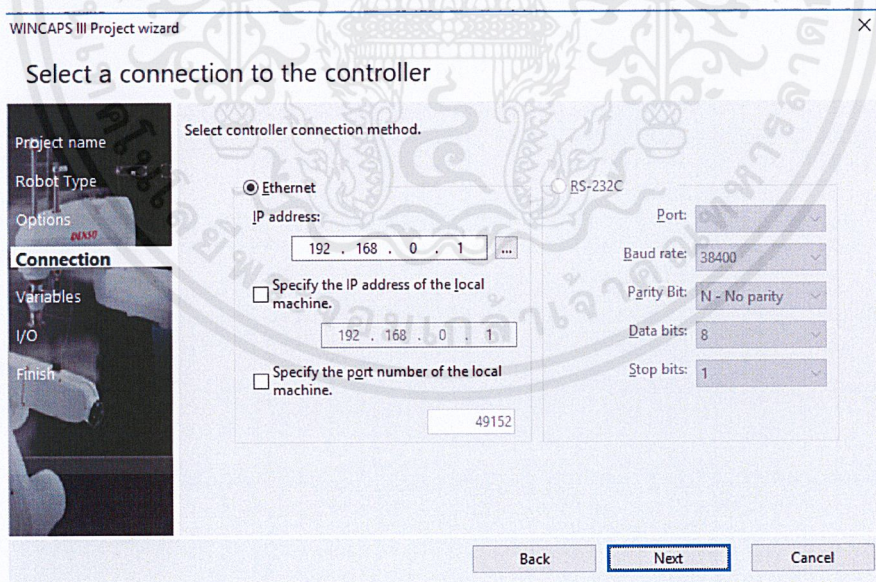 WINCAPS III Project wizard
Select a connection to the controller
Project name
Robot Type
Options
DENSO
Connection
Variables
I/O
Finish
Select controller connection method.
Ethernet
IP address:
192 . 168 . 0 . 1 ...
Specify the IP address of the local
machine.
192 . 168 . 0 . 1
Specify the port number of the local
machine.
49152
RS-232C
Port:
Baud rate: 38400
Parity Bit: N - No parity
Data bits: 8
Stop bits: 1
Back Next Cancel